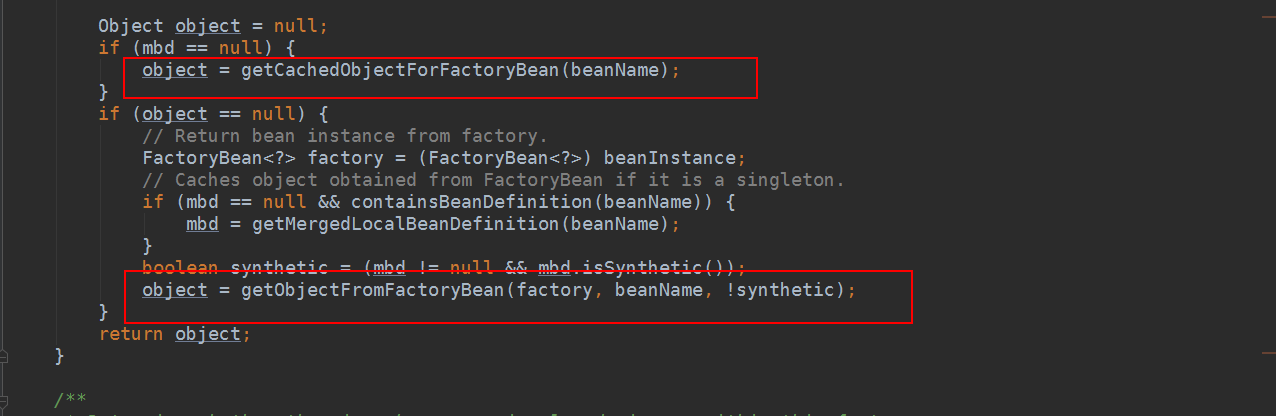 Object object = null;
if (mbd == null) {
object = getCachedObjectForFactoryBean(beanName);
}
if (object == null) {
// Return bean instance from factory.
FactoryBean<?> factory = (FactoryBean<?>) beanInstance;
// Caches object obtained from FactoryBean if it is a singleton.
if (mbd == null && containsBeanDefinition(beanName)) {
mbd = getMergedLocalBeanDefinition(beanName);
}
boolean synthetic = (mbd != null && mbd.isSynthetic());
object = getObjectFromFactoryBean(factory, beanName, !synthetic);
}
return object;
}
/**